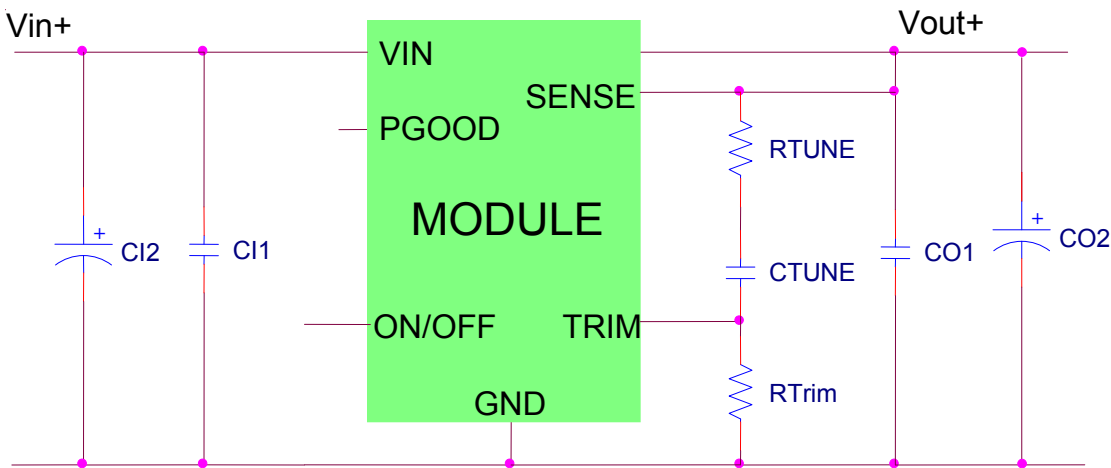 Vin+
Vout+
VIN
SENSE
PGOOD
RTUNE
MODULE
+
CI2
CI1
CTUNE
CO1
+
CO2
ON/OFF
TRIM
RTrim
GND